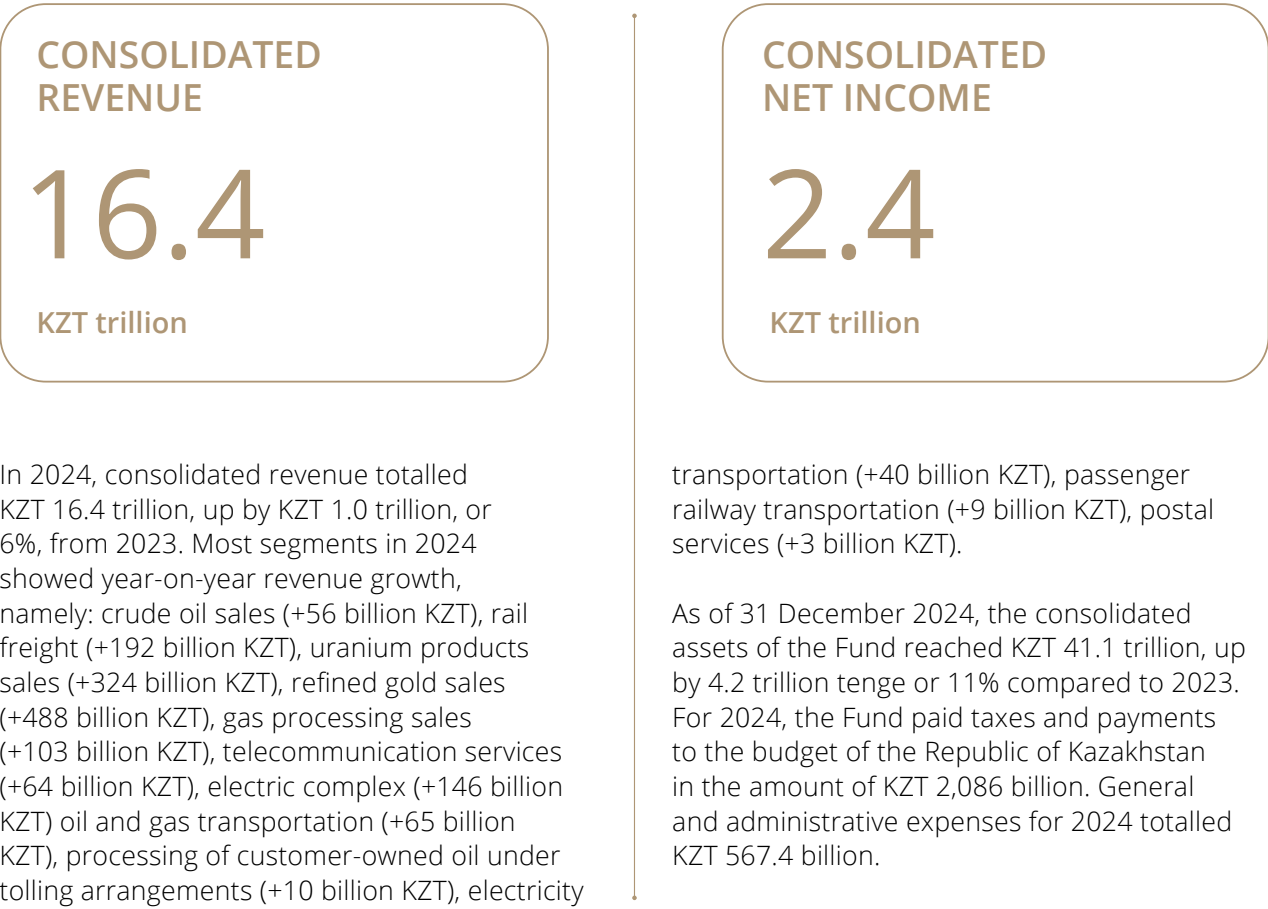 CONSOLIDATED
REVENUE
16.4
KZT trillion
CONSOLIDATED
NET INCOME
2.4
KZT trillion
In 2024, consolidated revenue totalled
KZT 16.4 trillion, up by KZT 1.0 trillion, or
6%, from 2023. Most segments in 2024
showed year-on-year revenue growth,
namely: crude oil sales (+56 billion KZT), rail
freight (+192 billion KZT), uranium products
sales (+324 billion KZT), refined gold sales
(+488 billion KZT), gas processing sales
(+103 billion KZT), telecommunication services
(+64 billion KZT), electric complex (+146 billion
KZT) oil and gas transportation (+65 billion
KZT), processing of customer-owned oil under
tolling arrangements (+10 billion KZT), electricity
transportation (+40 billion KZT), passenger
railway transportation (+9 billion KZT), postal
services (+3 billion KZT).
As of 31 December 2024, the consolidated
assets of the Fund reached KZT 41.1 trillion, up
by 4.2 trillion tenge or 11% compared to 2023.
For 2024, the Fund paid taxes and payments
to the budget of the Republic of Kazakhstan
in the amount of KZT 2,086 billion. General
and administrative expenses for 2024 totalled
KZT 567.4 billion.